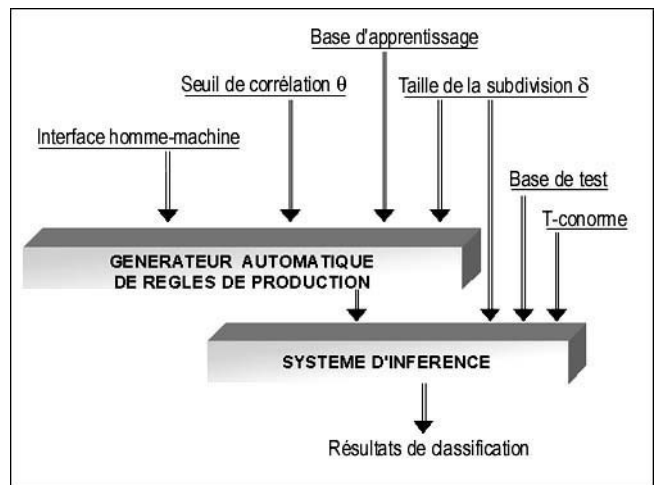 Base d'apprentissage
Seuil de corrélation θ
Taille de la subdivision δ
Interface homme-machine
Base de test
T-conorme
GENERATEUR AUTOMATIQUE
DE REGLES DE PRODUCTION
SYSTEME D'INFERENCE
Résultats de classification